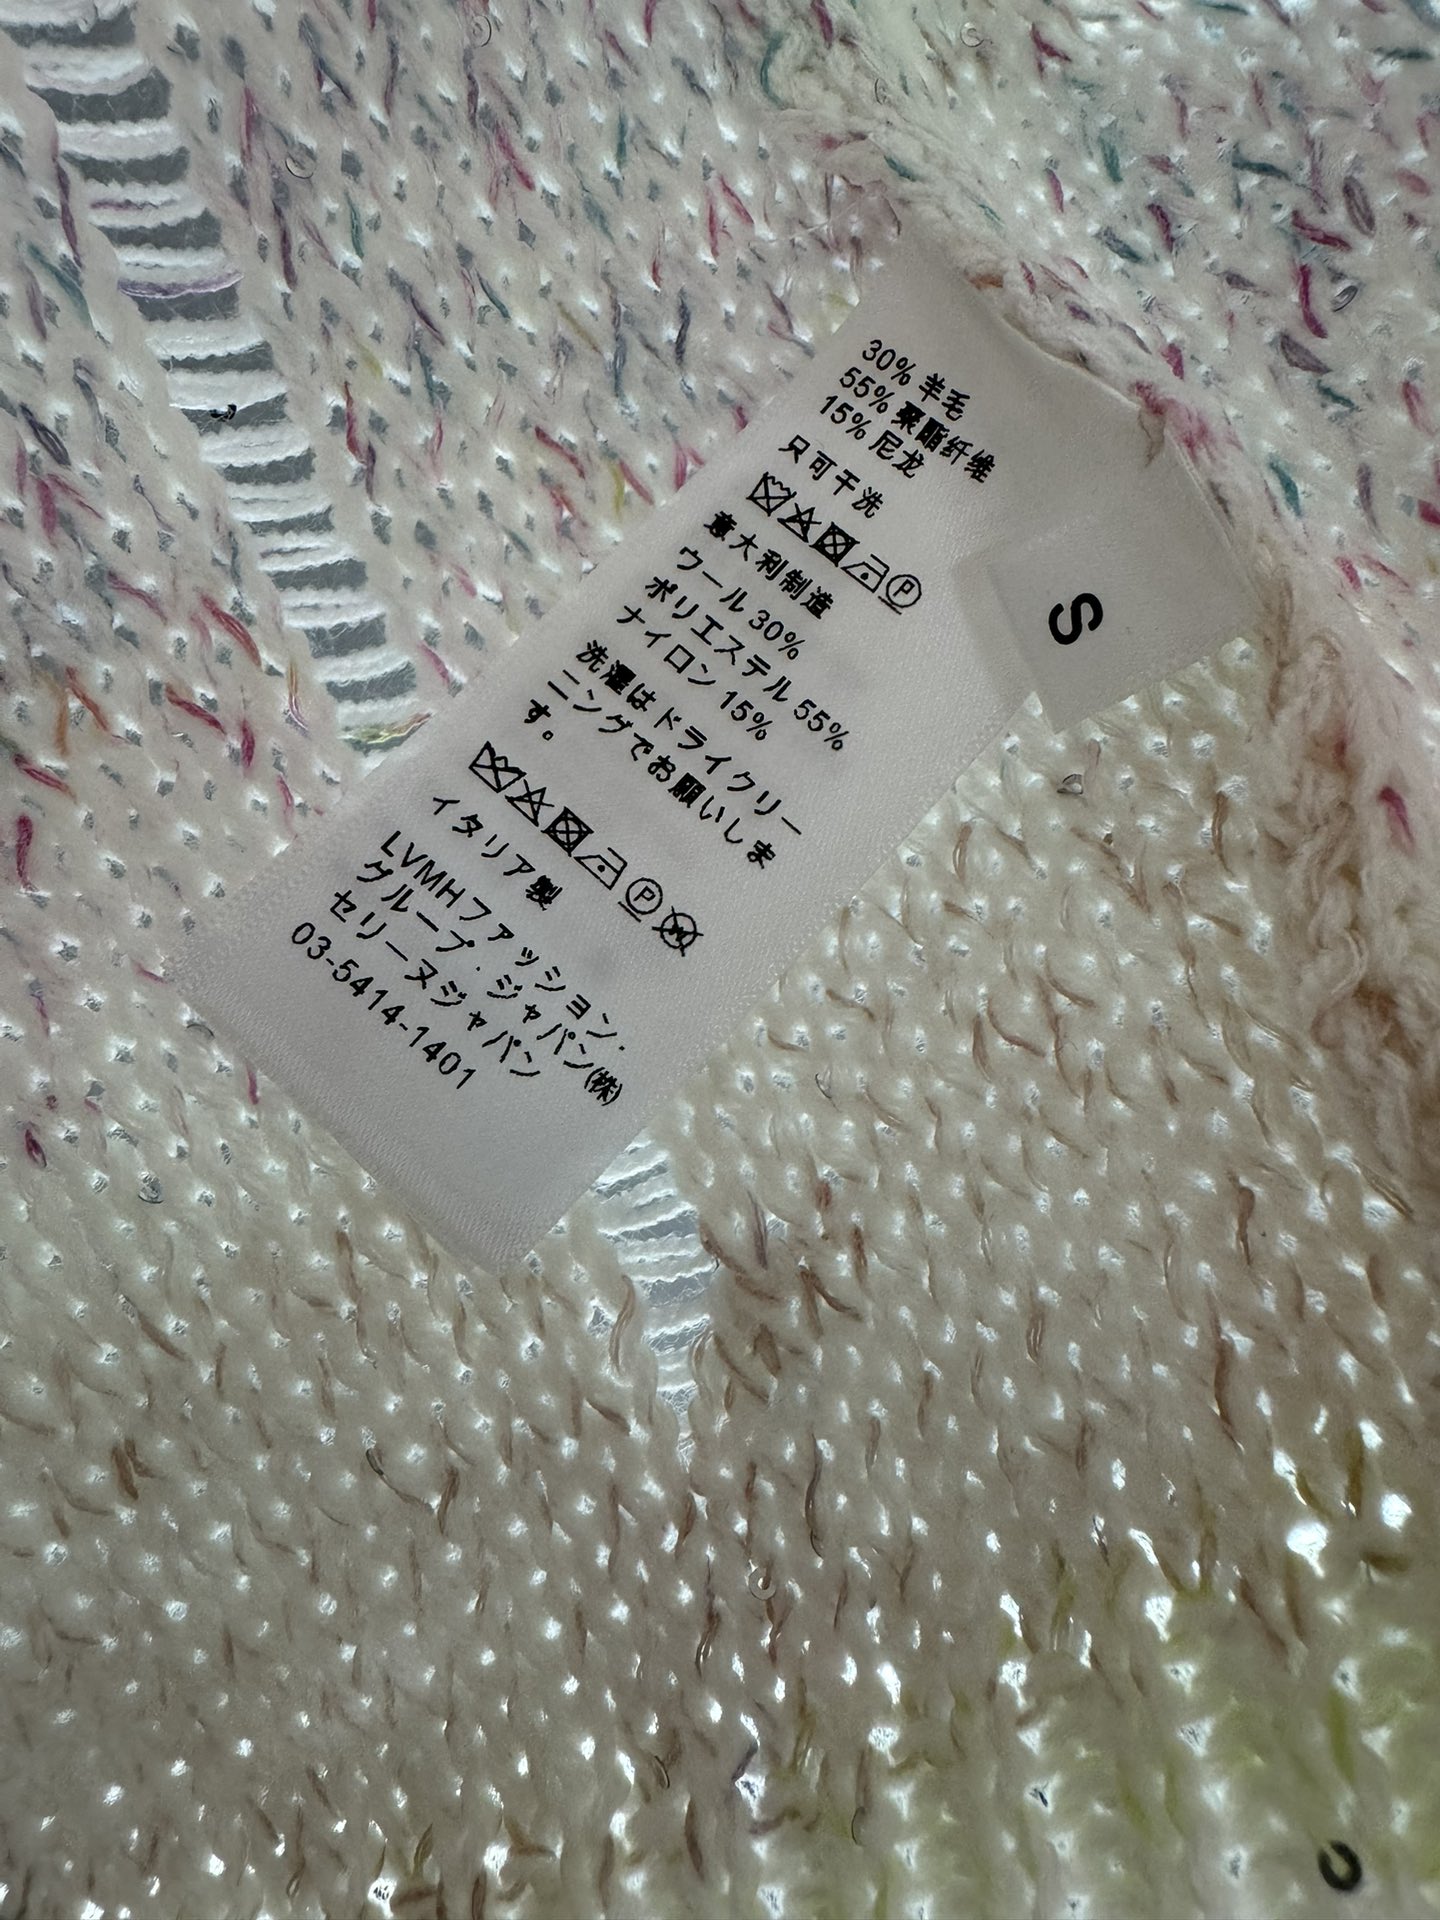 30% 羊毛
55% 聚酯纤维
15% 尼龙
只可干洗
P
意大利制造
ウール 30%
ポリエステル 55%
ナイロン 15%
洗濯はドライクリー
ニングでお願いしま
す。
P W
イタリア製
LVMHファッション・
グループ・ジャパン(株)
セリーヌジャパン
03-5414-1401
S